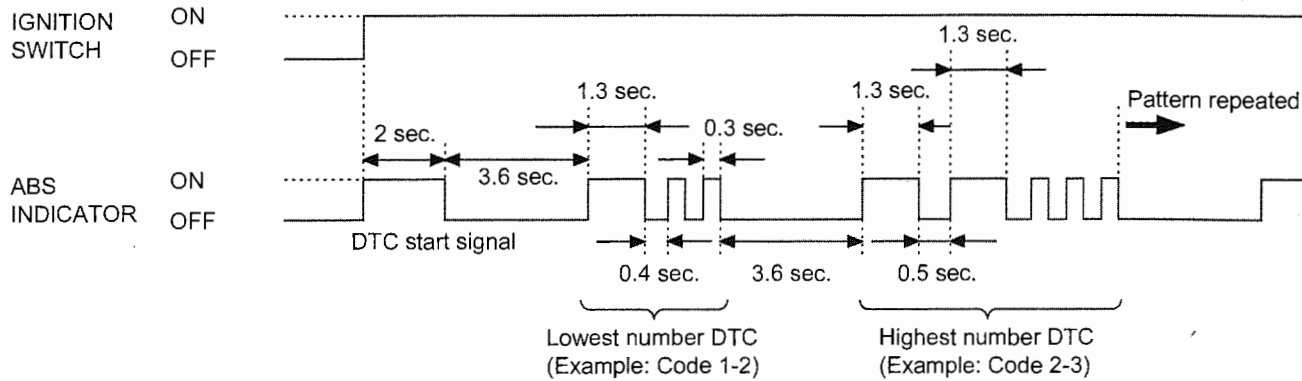 IGNITION
SWITCH
ON
OFF
1.3 sec.
1.3 sec.
1.3 sec.
Pattern repeated
2 sec.
0.3 sec.
3.6 sec.
ABS
INDICATOR
ON
OFF
DTC start signal
0.4 sec.
3.6 sec.
0.5 sec.
Lowest number DTC
(Example: Code 1-2)
Highest number DTC
(Example: Code 2-3)